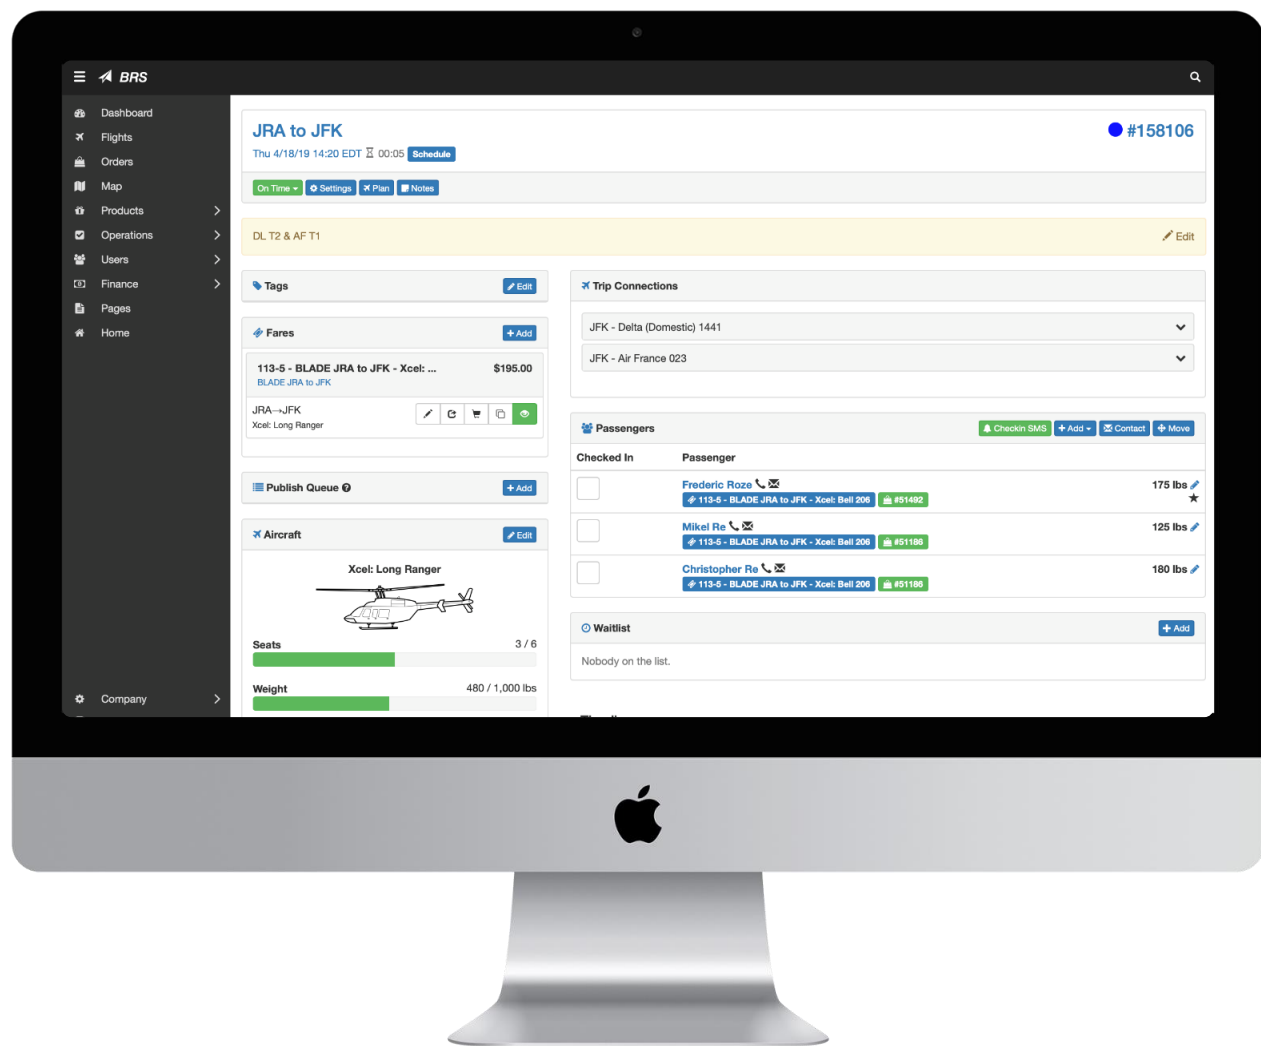 BRS
Dashboard
Flights
Orders
Map
Products
Operations
Users
Finance
Pages
Home
Company
JRA to JFK
#158106
Thu 4/18/19 14:20 EDT 00:05 Schedule
On Time Settings Plan Notes
DL T2 & AF T1
Edit
Tags
Edit
Fares
+ Add
113-5 - BLADE JRA to JFK - Xcel: ... $195.00
BLADE JRA to JFK
JRA→JFK
Xcel: Long Ranger
Publish Queue
+ Add
Aircraft
Edit
Xcel: Long Ranger
Seats 3 / 6
Weight 480 / 1,000 lbs
Trip Connections
JFK - Delta (Domestic) 1441
JFK - Air France 023
Passengers
Checkin SMS + Add Contact Move
Checked In Passenger
Frederic Roze 175 lbs
113-5 - BLADE JRA to JFK - Xcel: Bell 206 #51492
Mikel Re 125 lbs
113-5 - BLADE JRA to JFK - Xcel: Bell 206 #51186
Christopher Re 180 lbs
113-5 - BLADE JRA to JFK - Xcel: Bell 206 #51186
Waitlist
+ Add
Nobody on the list.